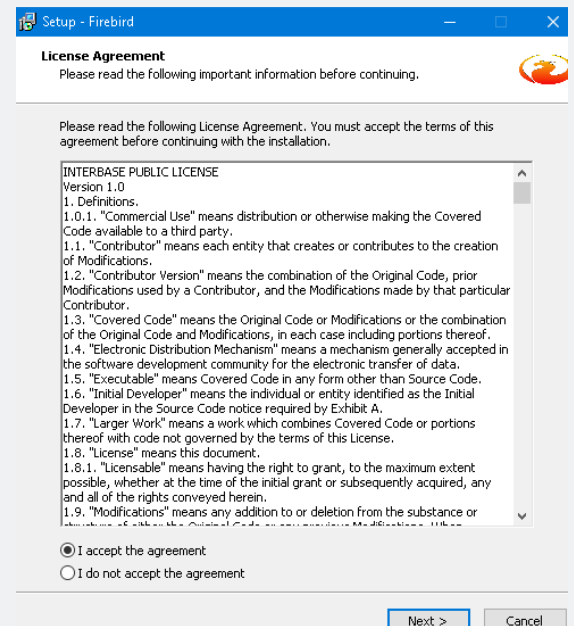 Setup - Firebird
License Agreement
Please read the following important information before continuing.
Please read the following License Agreement. You must accept the terms of this
agreement before continuing with the installation.
INTERBASE PUBLIC LICENSE
Version 1.0
1. Definitions.
1.0.1. "Commercial Use" means distribution or otherwise making the Covered
Code available to a third party.
1.1. "Contributor" means each entity that creates or contributes to the creation
of Modifications.
1.2. "Contributor Version" means the combination of the Original Code, prior
Modifications used by a Contributor, and the Modifications made by that particular
Contributor.
1.3. "Covered Code" means the Original Code or Modifications or the combination
of the Original Code and Modifications, in each case including portions thereof.
1.4. "Electronic Distribution Mechanism" means a mechanism generally accepted in
the software development community for the electronic transfer of data.
1.5. "Executable" means Covered Code in any form other than Source Code.
1.6. "Initial Developer" means the individual or entity identified as the Initial
Developer in the Source Code notice required by Exhibit A.
1.7. "Larger Work" means a work which combines Covered Code or portions
thereof with code not governed by the terms of this License.
1.8. "License" means this document.
1.8.1. "Licensable" means having the right to grant, to the maximum extent
possible, whether at the time of the initial grant or subsequently acquired, any
and all of the rights conveyed herein.
1.9. "Modifications" means any addition to or deletion from the substance or
structure of either the Original Code or any previous Modifications. When
I accept the agreement
I do not accept the agreement
Next >
Cancel